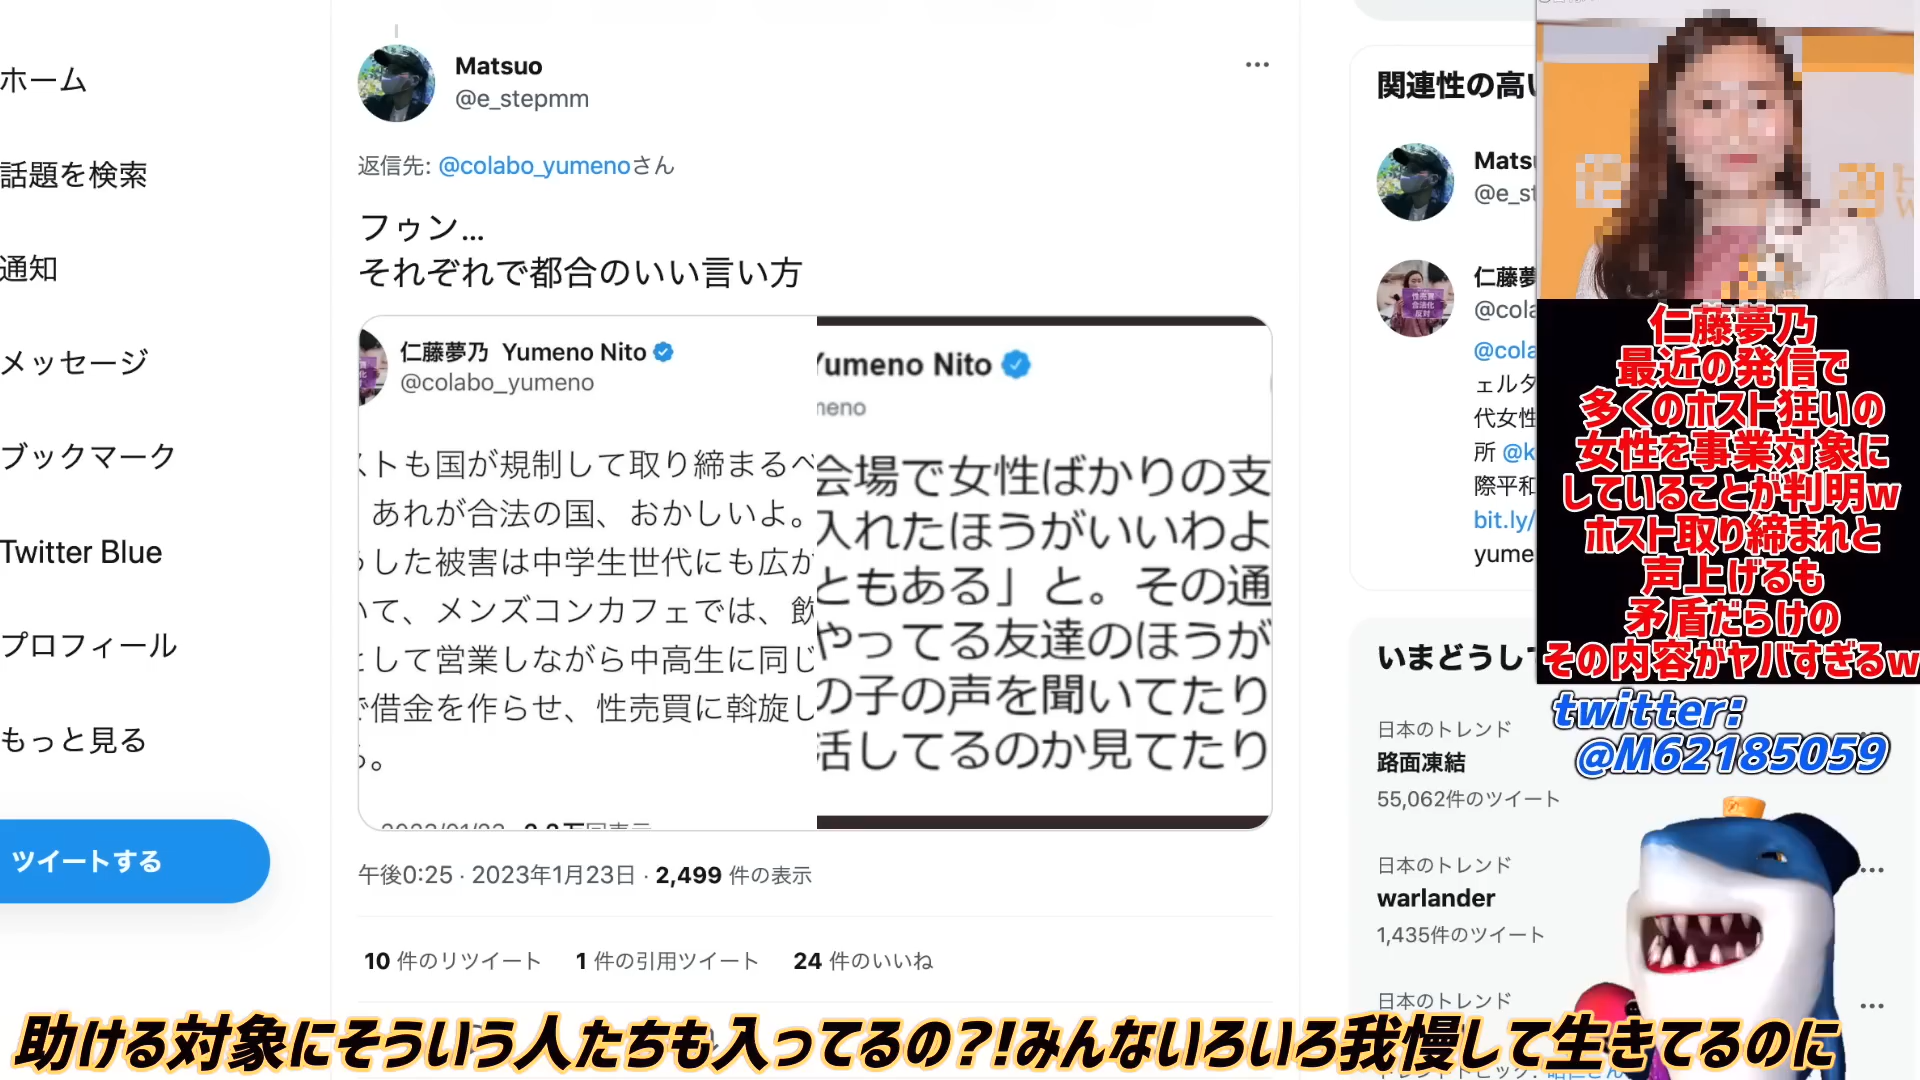 ホーム
話題を検索
通知
メッセージ
ブックマーク
Twitter Blue
プロフィール
もっと見る
ツイートする
Matsuo
@e_stepmm
返信先: @colabo_yumenoさん
フゥン...
それぞれで都合のいい言い方
仁藤夢乃 Yumeno Nito
@colabo_yumeno
ストも国が規制して取り締まるべ
あれが合法の国、おかしいよ。
うした被害は中学生世代にも広が
いて、メンズコンカフェでは、飲
として営業しながら中高生に同じ
で借金を作らせ、性売買に斡旋し
る。
Yumeno Nito
meno
会場で女性ばかりの支
入れたほうがいいわよ
ともある」と。その通
やってる友達のほうが
の子の声を聞いてたり
活してるのか見てたり
午後0:25 · 2023年1月23日 · 2,499 件の表示
10 件のリツイート 1 件の引用ツイート 24 件のいいね
関連性の高い
Matsu
@e_st
仁藤夢
@cola
@cola
ェルタ
代女性
所 @k
際平和
bit.ly/
yume
いまどうして
日本のトレンド
路面凍結
55,062件のツイート
日本のトレンド
warlander
1,435件のツイート
日本のトレンド
仁藤夢乃
最近の発信で
多くのホスト狂いの
女性を事業対象に
していることが判明w
ホスト取り締まれと
声上げるも
矛盾だらけの
その内容がヤバすぎるw
twitter:
@M62185059
性売買
合法化
反対
助ける対象にそういう人たちも入ってるの?!みんないろいろ我慢して生きてるのに